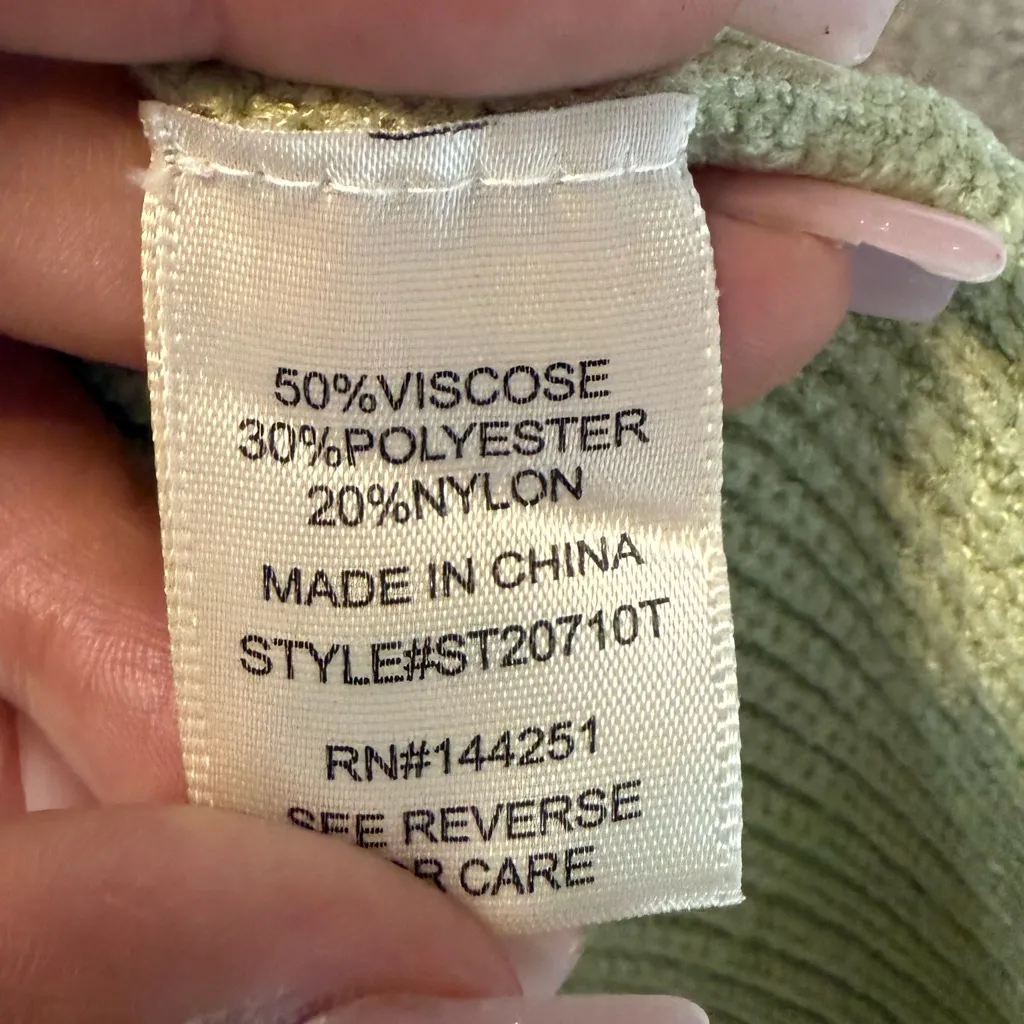 50%VISCOSE
30%POLYESTER
20%NYLON
MADE IN CHINA
STYLE#ST20710T
RN#144251
SEE REVERSE
CARE